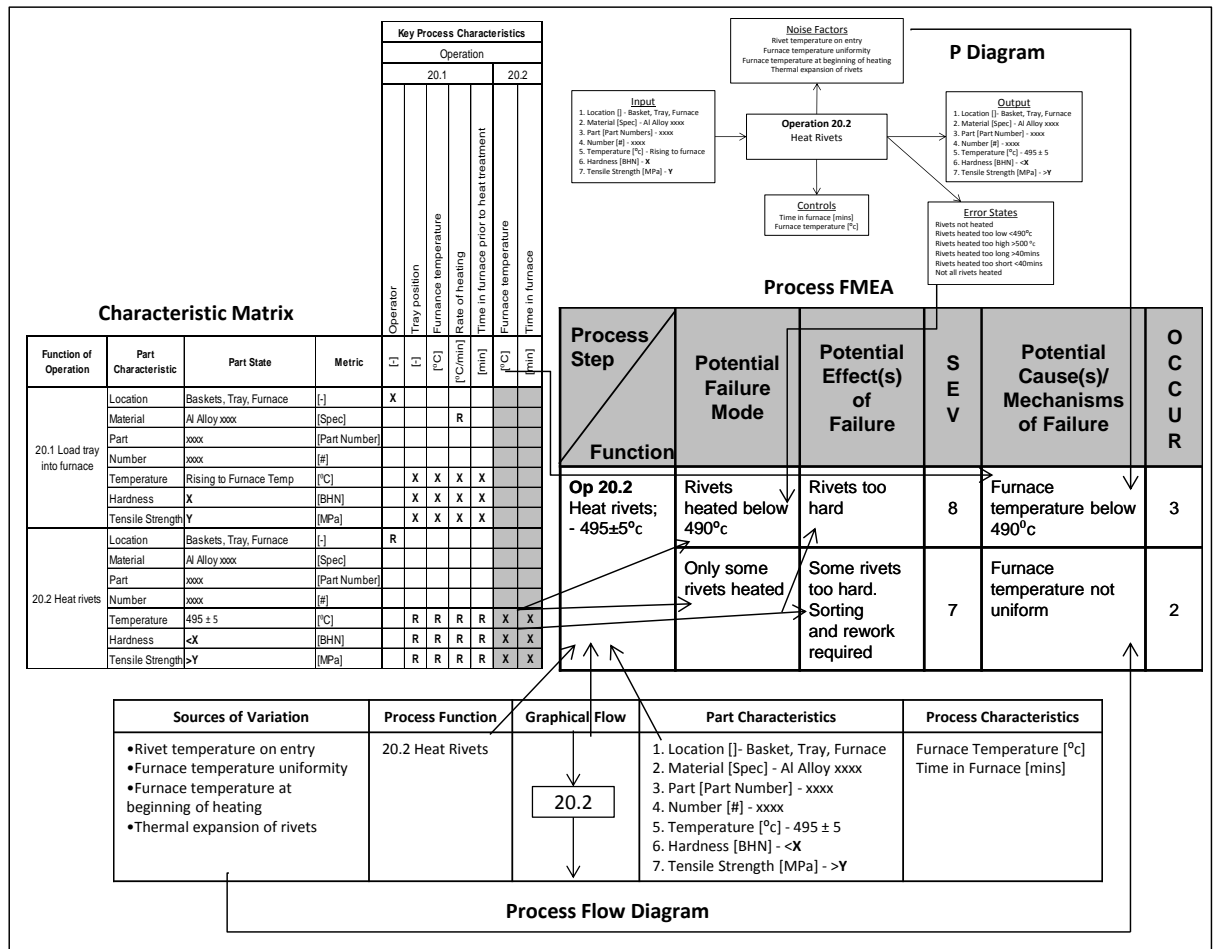 Key Process Characteristics
Operation
20.1
20.2
Operator
Tray position
Furnance temperature
Rate of heating
Time in furnace prior to heat treatment
Furnace temperature
Time in furnace
Characteristic Matrix
Function of Operation Part Characteristic Part State Metric [-] [-] [ºC] [ºC/min] [min] [ºC] [min]
20.1 Load tray into furnace
Location Baskets, Tray, Furnace [-] X
Material Al Alloy xxxx [Spec] R
Part xxxx [Part Number]
Number xxxx [#]
Temperature Rising to Furnace Temp [ºC] X X X X
Hardness X [BHN] X X X X
Tensile Strength Y [MPa] X X X X
20.2 Heat rivets
Location Baskets, Tray, Furnace [-] R
Material Al Alloy xxxx [Spec]
Part xxxx [Part Number]
Number xxxx [#]
Temperature 495 ± 5 [ºC] R R R R X X
Hardness <X [BHN] R R R R X X
Tensile Strength >Y [MPa] R R R R X X
P Diagram
Noise Factors
Rivet temperature on entry
Furnace temperature uniformity
Furnace temperature at beginning of heating
Thermal expansion of rivets
Input
1. Location [] - Basket, Tray, Furnace
2. Material [Spec] - Al Alloy xxxx
3. Part [Part Numbers] - xxxx
4. Number [#] - xxxx
5. Temperature [ºc] - Rising to furnace
6. Hardness [BHN] - X
7. Tensile Strength [MPa] - Y
Operation 20.2
Heat Rivets
Output
1. Location []- Basket, Tray, Furnace
2. Material [Spec] - Al Alloy xxxx
3. Part [Part Number] - xxxx
4. Number [#] - xxxx
5. Temperature [ºc] - 495 ± 5
6. Hardness [BHN] - <X
7. Tensile Strength [MPa] - >Y
Controls
Time in furnace [mins]
Furnace temperature [ºc]
Error States
Rivets not heated
Rivets heated too low <490ºc
Rivets heated too high >500 ºc
Rivets heated too long >40mins
Rivets heated too short <40mins
Not all rivets heated
Process FMEA
Process Step
Function
Potential Failure Mode
Potential Effect(s) of Failure
SEV
Potential Cause(s)/ Mechanisms of Failure
OCCUR
Op 20.2
Heat rivets;
- 495±5ºc
Rivets
heated below
490ºc
Rivets too
hard
8
Furnace
temperature below
490ºc
3
Only some
rivets heated
Some rivets
too hard.
Sorting
and rework
required
7
Furnace
temperature not
uniform
2
Sources of Variation Process Function Graphical Flow Part Characteristics Process Characteristics
•Rivet temperature on entry
•Furnace temperature uniformity
•Furnace temperature at
beginning of heating
•Thermal expansion of rivets
20.2 Heat Rivets
20.2
1. Location []- Basket, Tray, Furnace
2. Material [Spec] - Al Alloy xxxx
3. Part [Part Number] - xxxx
4. Number [#] - xxxx
5. Temperature [ºc] - 495 ± 5
6. Hardness [BHN] - <X
7. Tensile Strength [MPa] - >Y
Furnace Temperature [ºc]
Time in Furnace [mins]
Process Flow Diagram